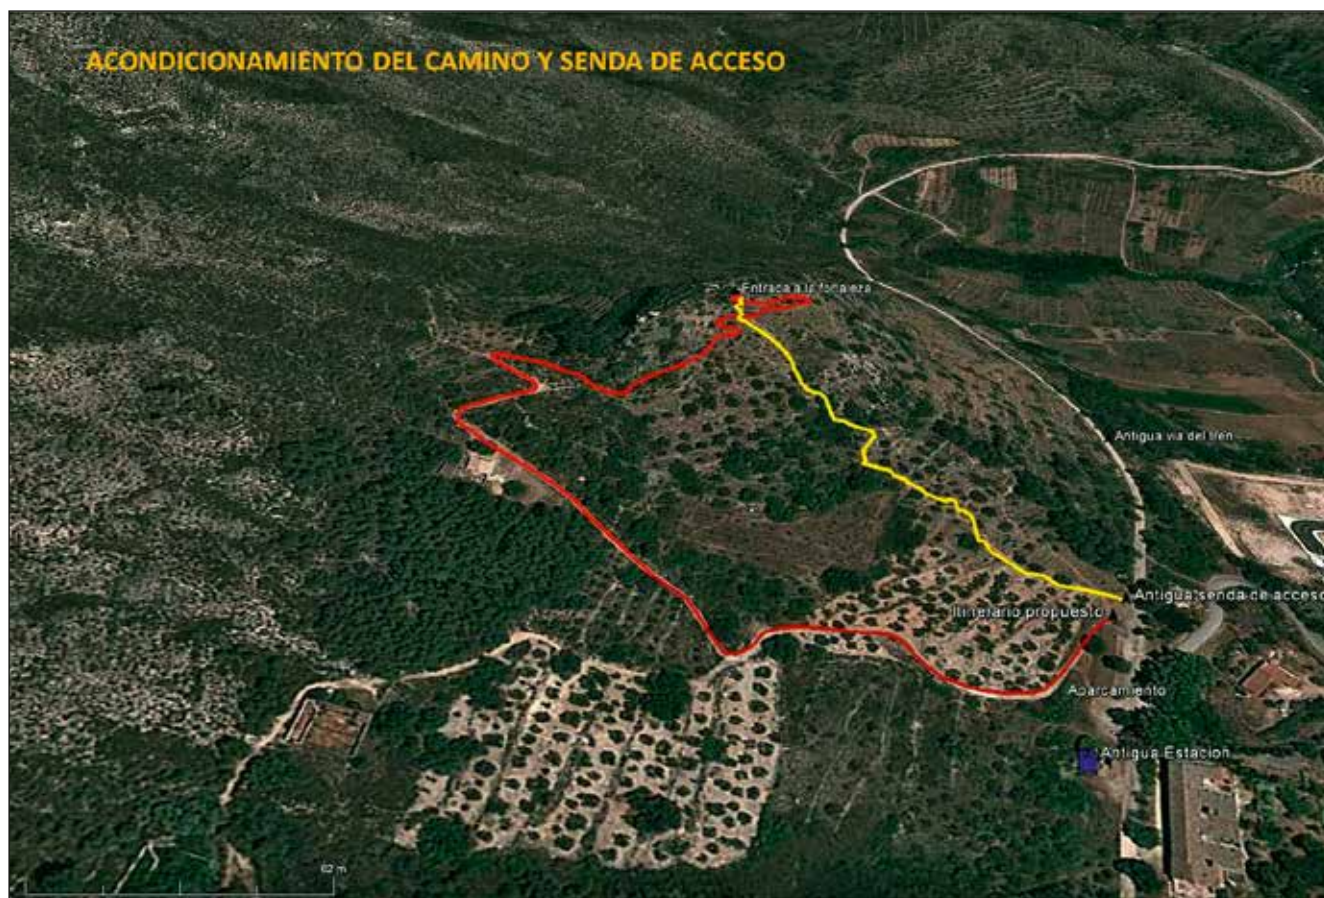 ACONDICIONAMIENTO DEL CAMINO Y SENDA DE ACCESO
Entrada a la fortaleza
Antigua via del tren
Antigua senda de acceso
Itinerario propuesto
Aparcamiento
Antigua Estacion
62 m